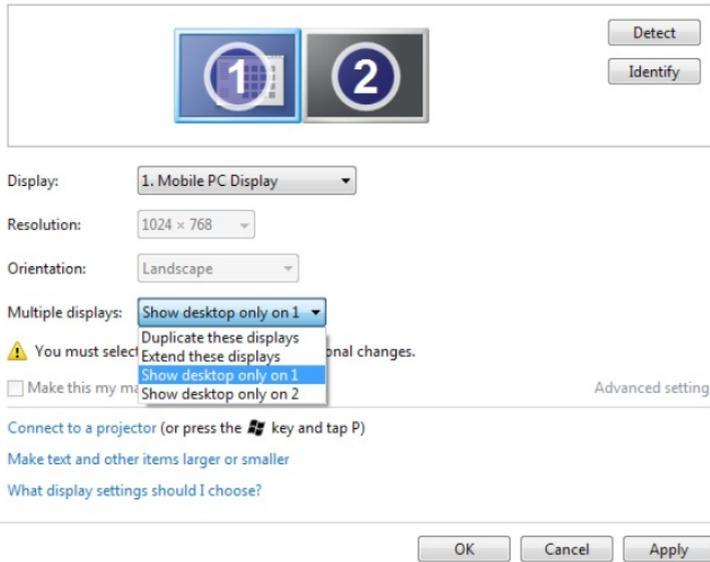 1 2
Detect
Identify
Display: 1. Mobile PC Display
Resolution: 1024 × 768
Orientation: Landscape
Multiple displays: Show desktop only on 1
Duplicate these displays
You must select onal changes.
Extend these displays
Show desktop only on 1
Make this my ma Advanced setting
Show desktop only on 2
Connect to a projector (or press the key and tap P)
Make text and other items larger or smaller
What display settings should I choose?
OK Cancel Apply